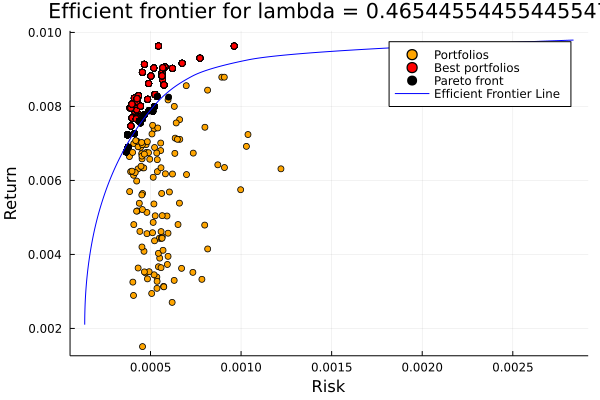 Efficient frontier for lambda = 0.4654455445544554
0.010
0.008
0.006
0.004
0.002
Return
Portfolios
Best portfolios
Pareto front
Efficient Frontier Line
0.0005 0.0010 0.0015 0.0020 0.0025
Risk